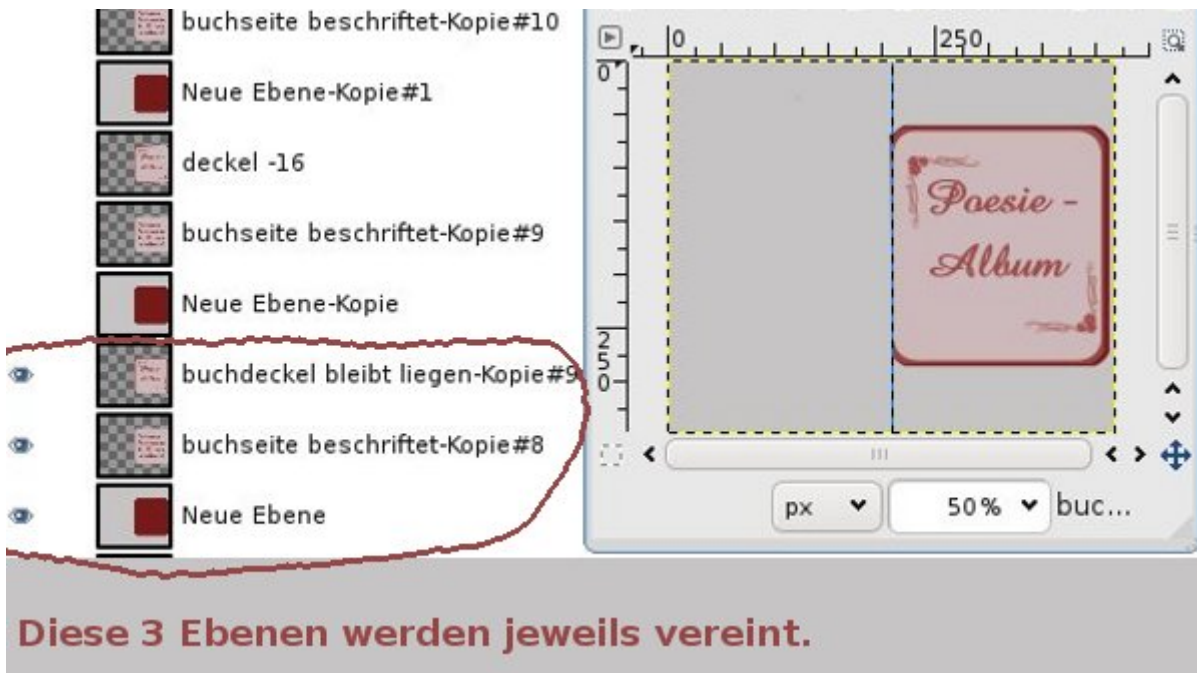 buchseite beschriftet-Kopie#10
Neue Ebene-Kopie#1
deckel -16
buchseite beschriftet-Kopie#9
Neue Ebene-Kopie
buchdeckel bleibt liegen-Kopie#9
buchseite beschriftet-Kopie#8
Neue Ebene
0
250
0
250
Poesie -
Album
px
50%
buc...
Diese 3 Ebenen werden jeweils vereint.